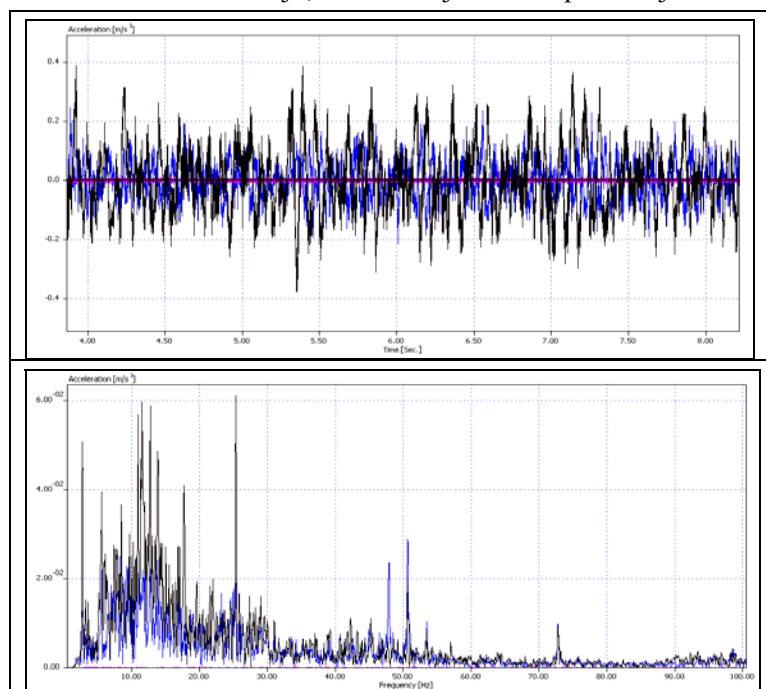 Acceleration [m/s²]
0.4
0.2
0.0
-0.2
-0.4
4.00 4.50 5.00 5.50 6.00 6.50 7.00 7.50 8.00
Time [Sec.]
Acceleration [m/s²]
6.00⁻⁰²
4.00⁻⁰²
2.00⁻⁰²
0.00
10.00 20.00 30.00 40.00 50.00 60.00 70.00 80.00 90.00 100.00
Frequency [Hz]